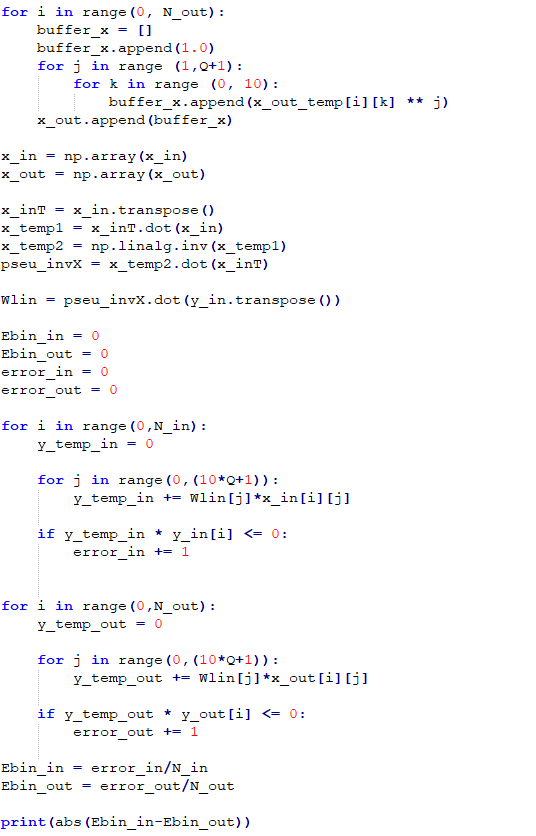 for i in range(0, N_out):
    buffer_x = []
    buffer_x.append(1.0)
    for j in range (1,Q+1):
        for k in range (0, 10):
            buffer_x.append(x_out_temp[i][k] ** j)
    x_out.append(buffer_x)

x_in = np.array(x_in)
x_out = np.array(x_out)

x_inT = x_in.transpose()
x_temp1 = x_inT.dot(x_in)
x_temp2 = np.linalg.inv(x_temp1)
pseu_invX = x_temp2.dot(x_inT)

Wlin = pseu_invX.dot(y_in.transpose())

Ebin_in = 0
Ebin_out = 0
error_in = 0
error_out = 0

for i in range(0,N_in):
    y_temp_in = 0

    for j in range(0,(10*Q+1)):
        y_temp_in += Wlin[j]*x_in[i][j]

    if y_temp_in * y_in[i] <= 0:
        error_in += 1


for i in range(0,N_out):
    y_temp_out = 0

    for j in range(0,(10*Q+1)):
        y_temp_out += Wlin[j]*x_out[i][j]

    if y_temp_out * y_out[i] <= 0:
        error_out += 1

Ebin_in = error_in/N_in
Ebin_out = error_out/N_out

print(abs(Ebin_in-Ebin_out))